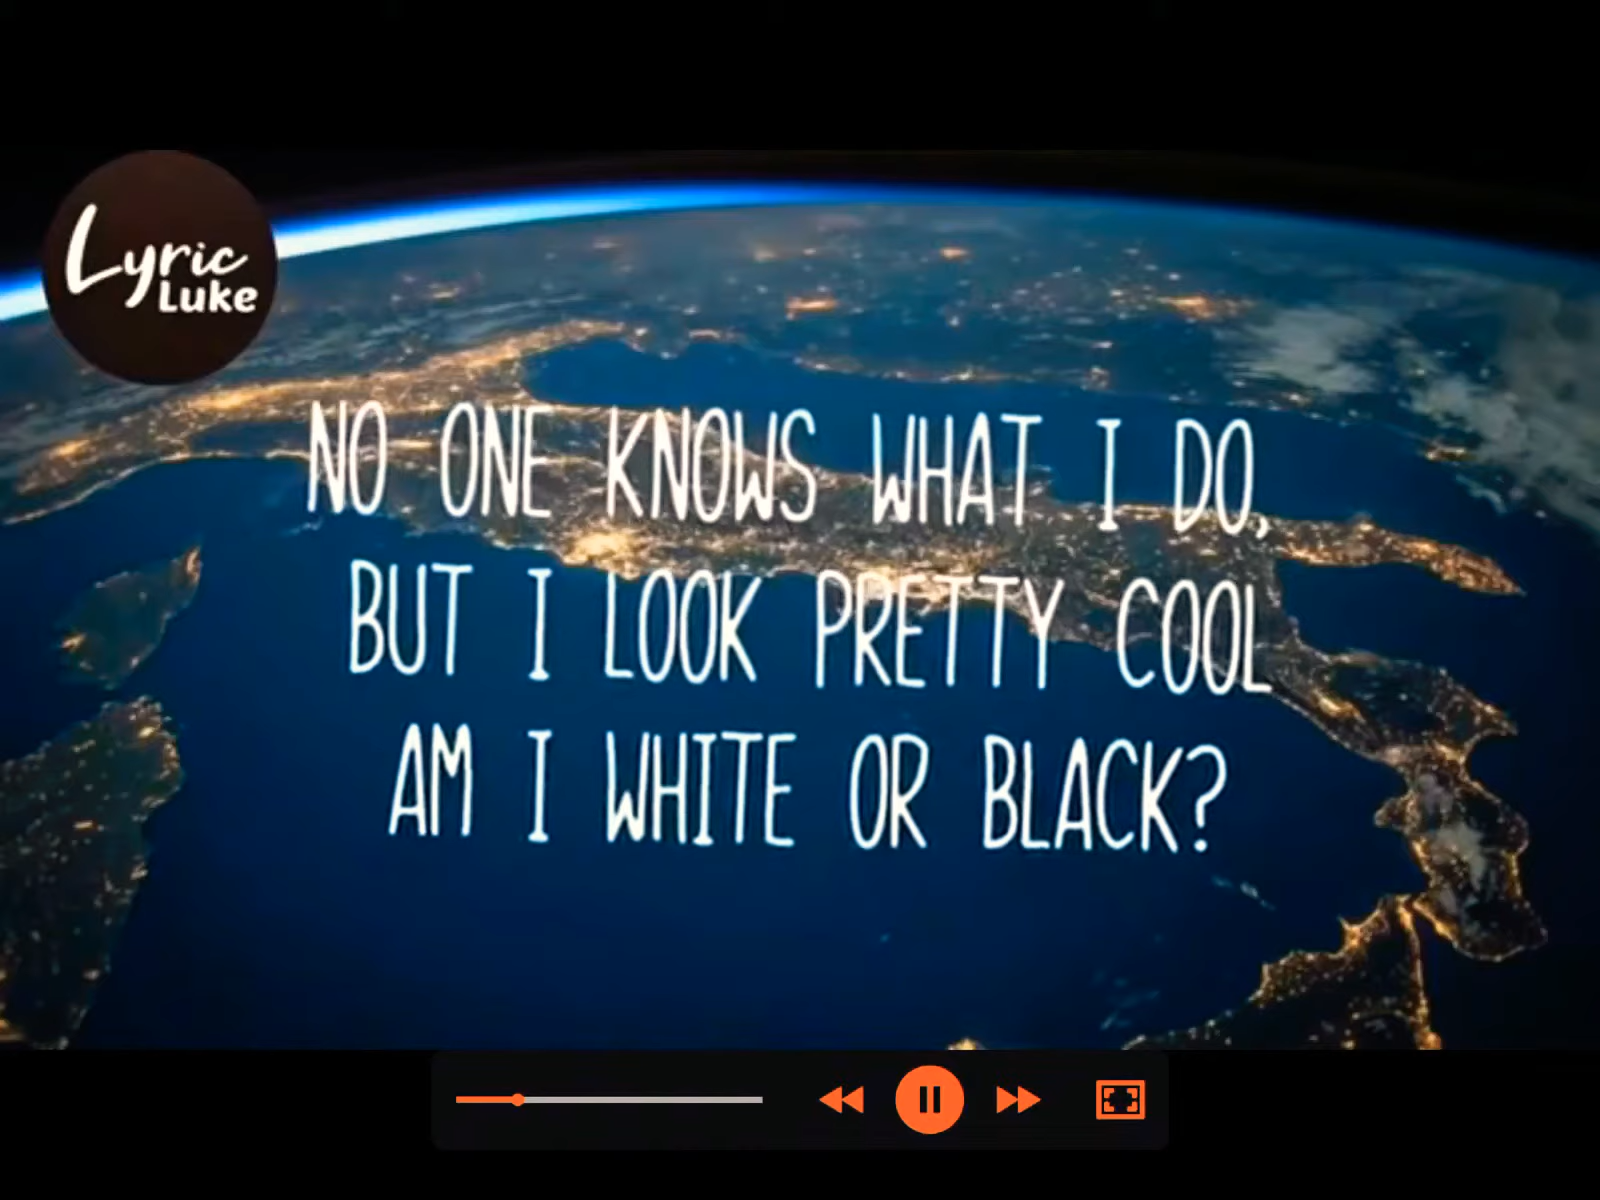 Lyric
Luke
NO ONE KNOWS WHAT I DO,
BUT I LOOK PRETTY COOL
AM I WHITE OR BLACK?